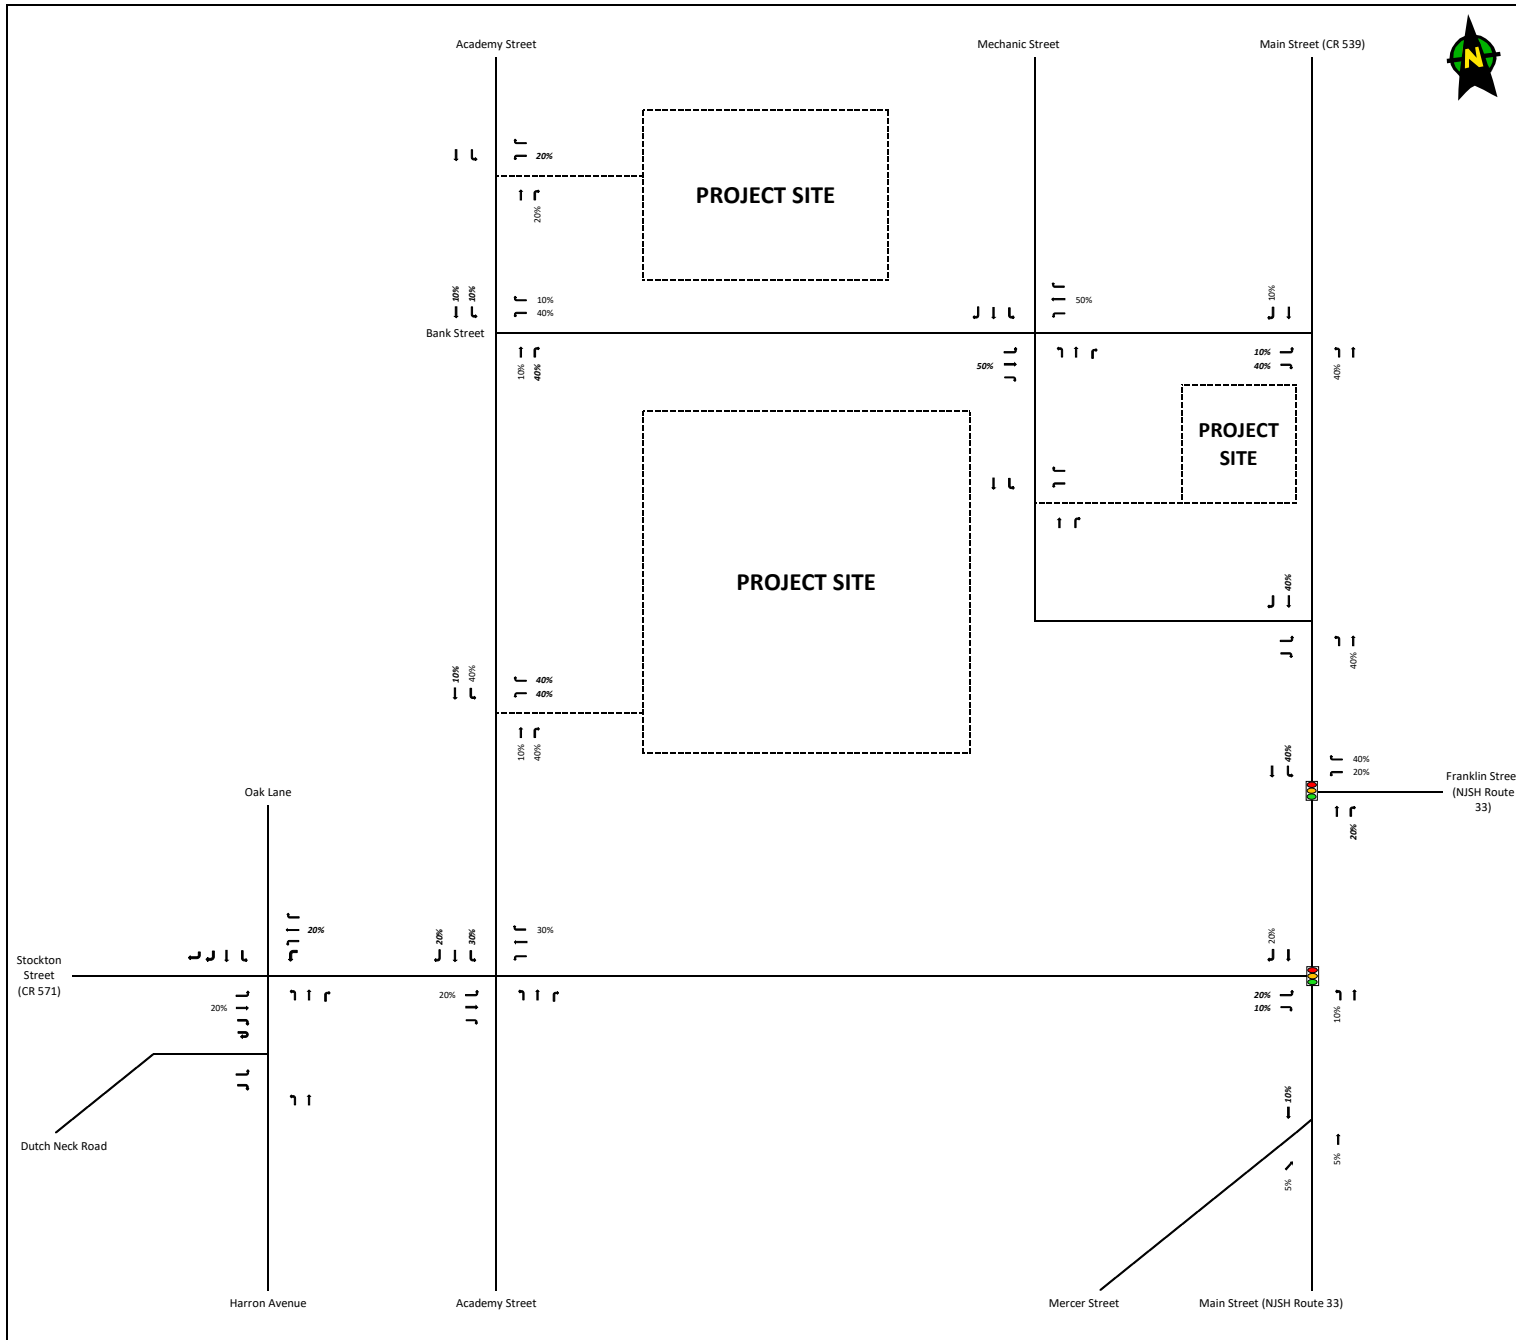 Academy Street
Mechanic Street
Main Street (CR 539)
N
20%
PROJECT SITE
20%
10%
10%
10%
40%
50%
10%
Bank Street
10%
40%
50%
10%
40%
40%
PROJECT
SITE
PROJECT SITE
40%
40%
10%
40%
40%
40%
10%
40%
40%
40%
20%
Franklin Stree
(NJSH Route
33)
20%
Oak Lane
20%
20%
30%
30%
20%
Stockton
Street
(CR 571)
20%
20%
20%
10%
10%
10%
Dutch Neck Road
5%
5%
Harron Avenue
Academy Street
Mercer Street
Main Street (NJSH Route 33)